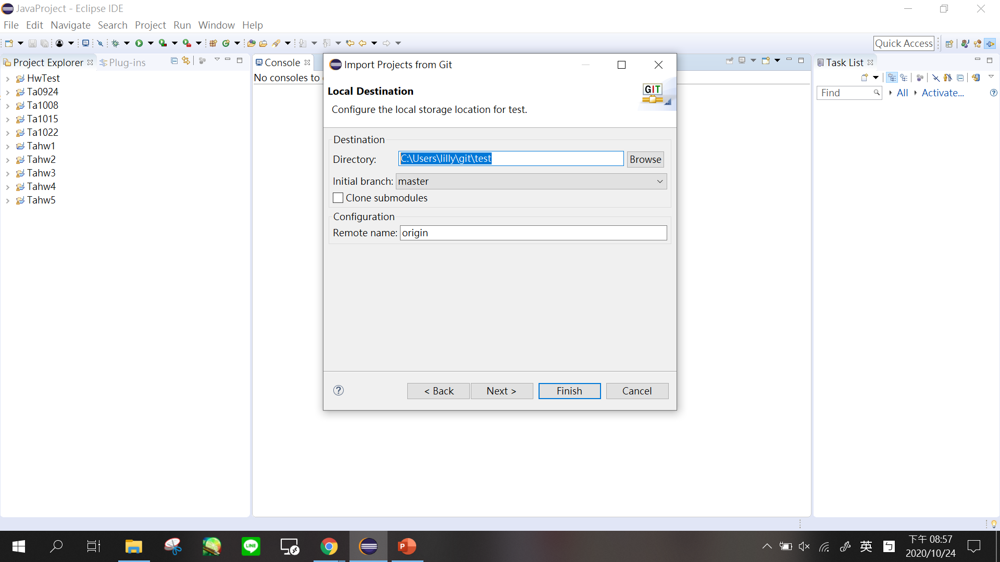 JavaProject - Eclipse IDE
File Edit Navigate Search Project Run Window Help
Quick Access
Project Explorer
Plug-ins
HwTest
Ta0924
Ta1008
Ta1015
Ta1022
Tahw1
Tahw2
Tahw3
Tahw4
Tahw5
Console
No consoles to
Import Projects from Git
Local Destination
Configure the local storage location for test.
GIT
Destination
Directory: C:\Users\lilly\git\test Browse
Initial branch: master
Clone submodules
Configuration
Remote name: origin
< Back Next > Finish Cancel
Task List
Find All Activate...
LINE
P
英
ㄅ
下午 08:57
2020/10/24